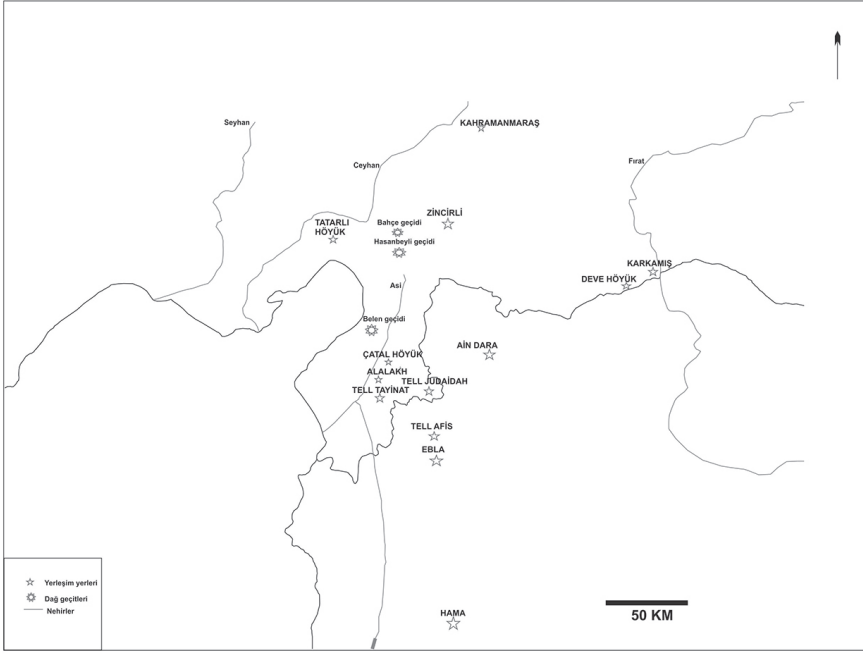 Seyhan
KAHRAMANMARAŞ
Ceyhan
Fırat
ZİNCİRLİ
TATARLI
HÖYÜK
Bahçe geçidi
Hasanbeyli geçidi
KARKAMIŞ
DEVE HÖYÜK
Asi
Belen geçidi
AİN DARA
ÇATAL HÖYÜK
ALALAKH
TELL JUDAİDAH
TELL TAYİNAT
TELL AFİS
EBLA
Yerleşim yerleri
Dağ geçitleri
Nehirler
HAMA
50 KM